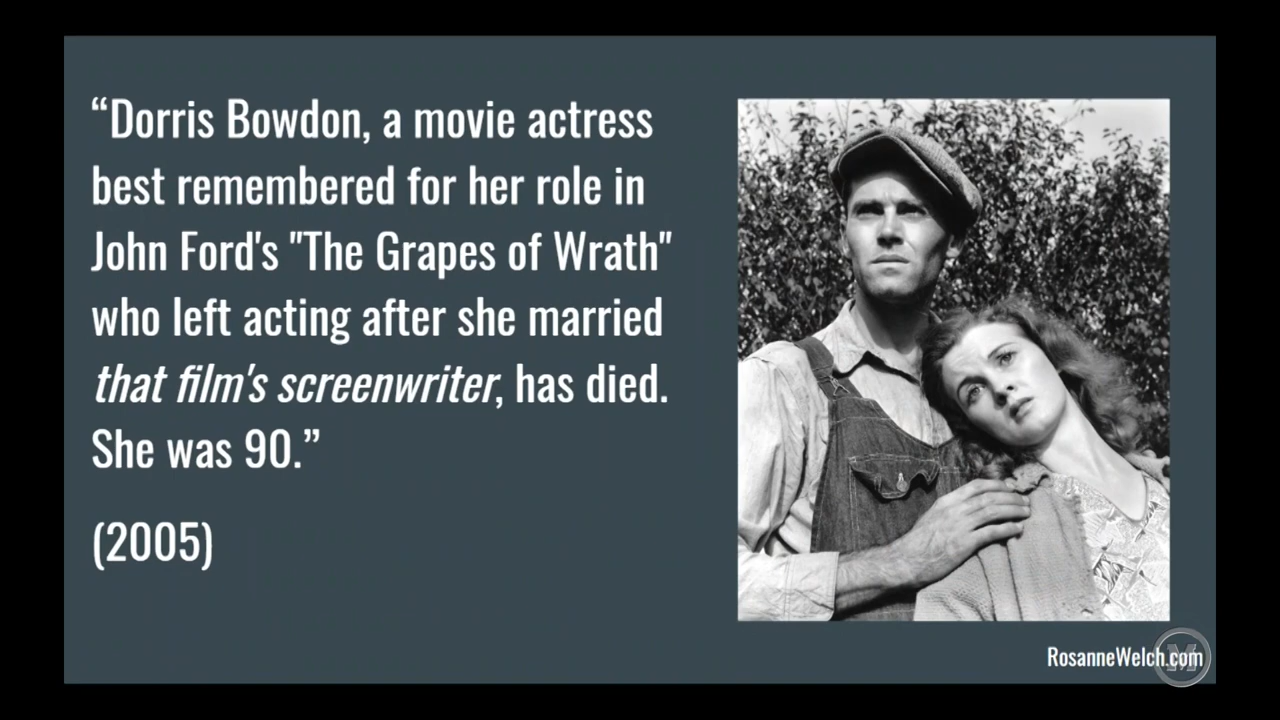 “Dorris Bowdon, a movie actress
best remembered for her role in
John Ford's "The Grapes of Wrath"
who left acting after she married
that film's screenwriter, has died.
She was 90.”
(2005)
RosanneWelch.com
M